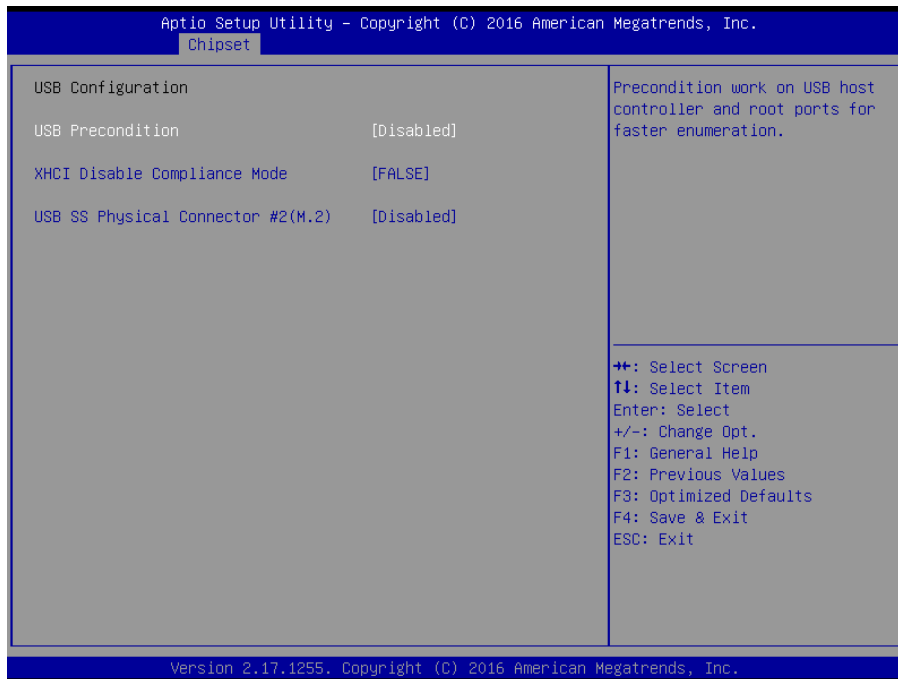 Aptio Setup Utility – Copyright (C) 2016 American Megatrends, Inc.
Chipset
USB Configuration
USB Precondition [Disabled]
XHCI Disable Compliance Mode [FALSE]
USB SS Physical Connector #2(M.2) [Disabled]
Precondition work on USB host
controller and root ports for
faster enumeration.
→←: Select Screen
↑↓: Select Item
Enter: Select
+/-: Change Opt.
F1: General Help
F2: Previous Values
F3: Optimized Defaults
F4: Save & Exit
ESC: Exit
Version 2.17.1255. Copyright (C) 2016 American Megatrends, Inc.